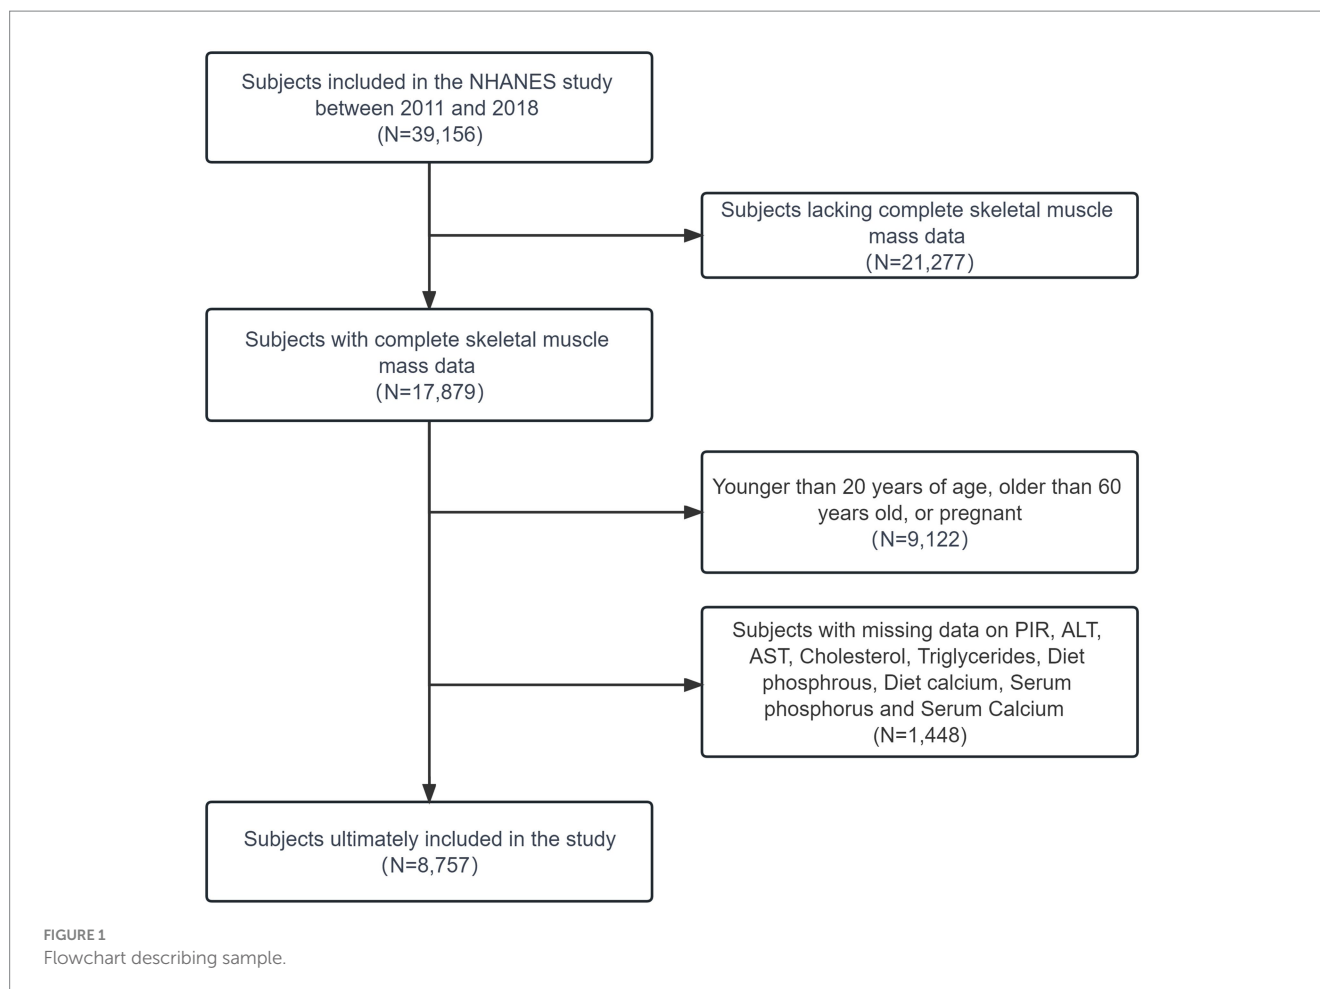 Subjects included in the NHANES study
between 2011 and 2018
(N=39,156)
Subjects lacking complete skeletal muscle
mass data
(N=21,277)
Subjects with complete skeletal muscle
mass data
(N=17,879)
Younger than 20 years of age, older than 60
years old, or pregnant
(N=9,122)
Subjects with missing data on PIR, ALT,
AST, Cholesterol, Triglycerides, Diet
phosphrous, Diet calcium, Serum
phosphorus and Serum Calcium
(N=1,448)
Subjects ultimately included in the study
(N=8,757)
FIGURE 1
Flowchart describing sample.